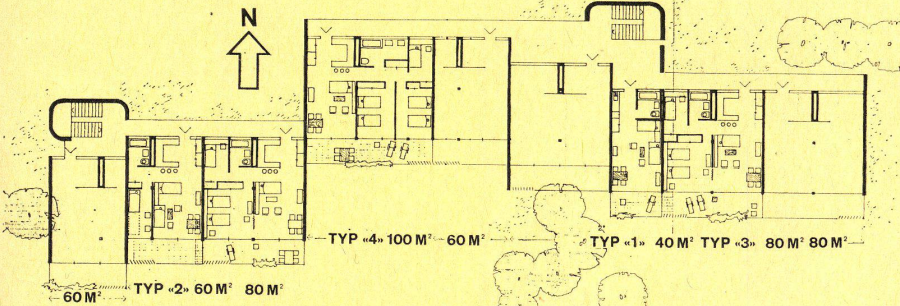 N
TYP «4» 100 M² 60 M²
TYP «1» 40 M² TYP «3» 80 M² 80 M²
60 M² TYP «2» 60 M² 80 M²